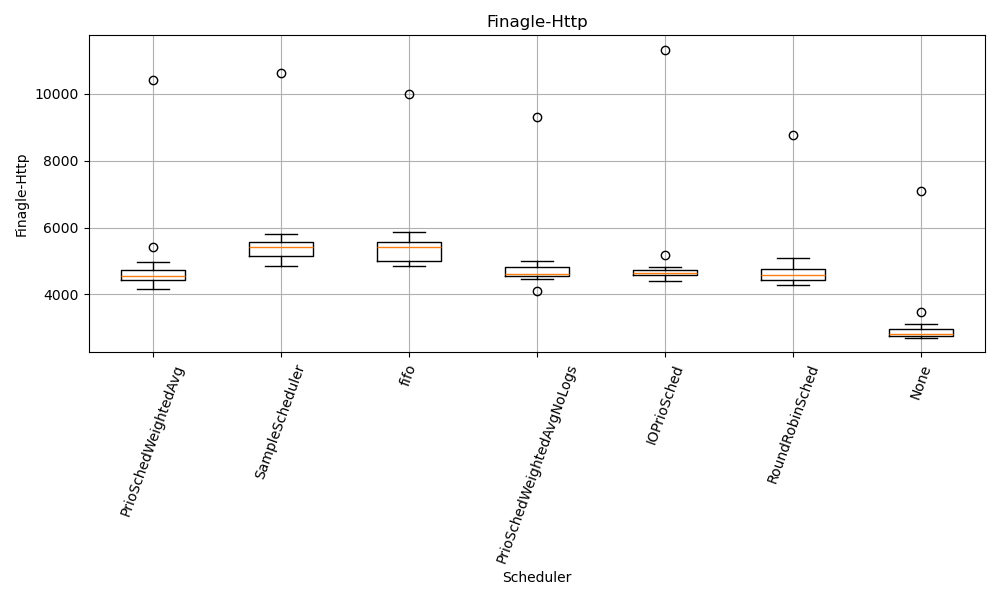 Finagle-Http
Finagle-Http
10000
8000
6000
4000
PrioSchedWeightedAvg
SampleScheduler
fifo
PrioSchedWeightedAvgNoLogs
IOPrioSched
RoundRobinSched
None
Scheduler